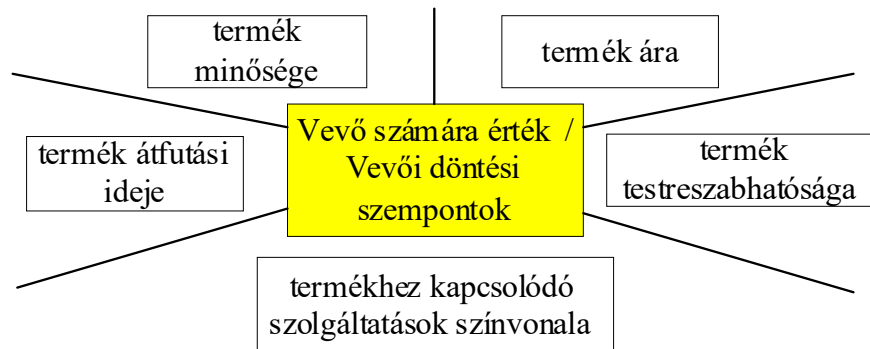 termék
minősége
termék ára
Vevő számára érték /
Vevői döntési
szempontok
termék átfutási
ideje
termék
testreszabhatósága
termékhez kapcsolódó
szolgáltatások színvonala